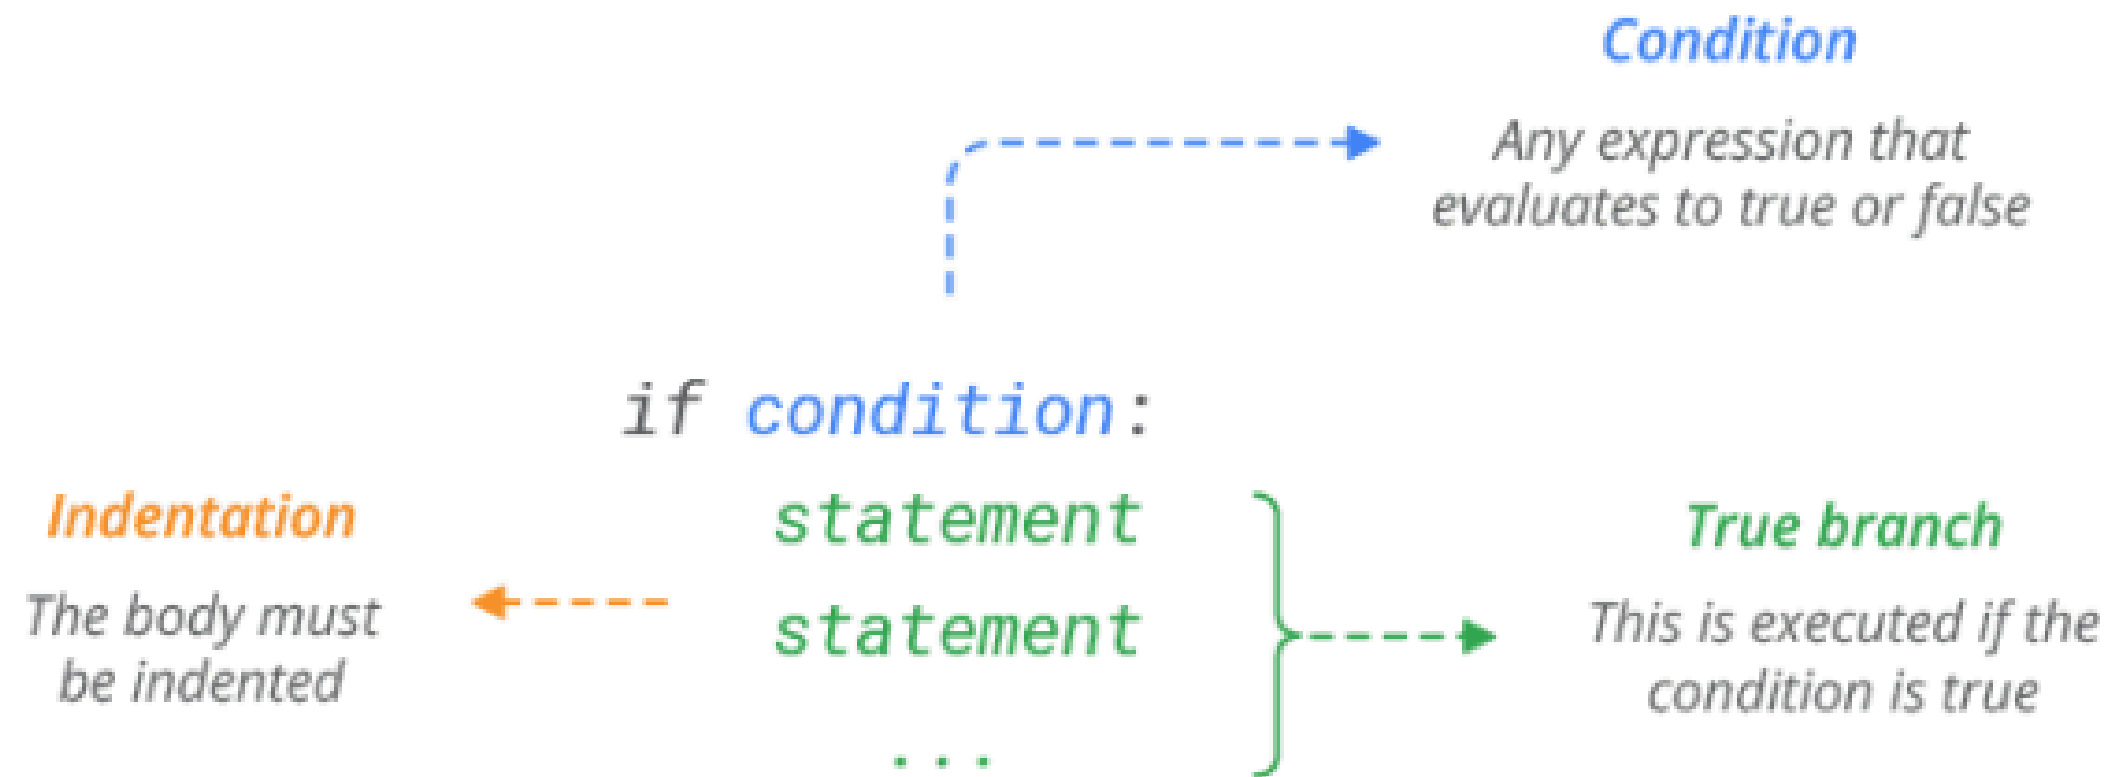 Condition
Any expression that
evaluates to true or false
if condition:
Indentation
The body must
be indented
statement
statement
...
True branch
This is executed if the
condition is true